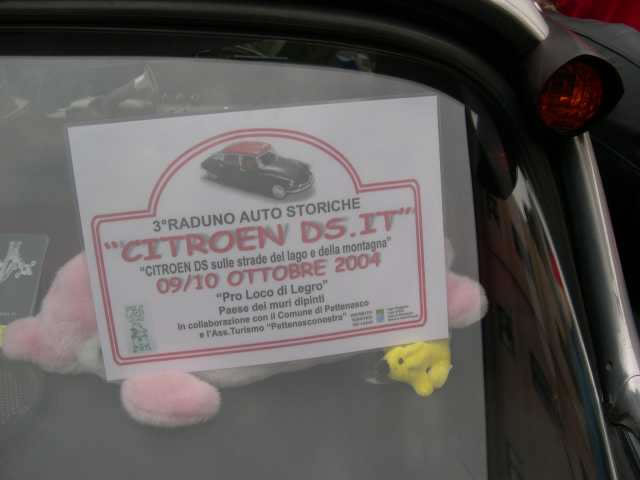 3°RADUNO AUTO STORICHE
"CITROEN DS.IT"
"CITROEN DS sulle strade del lago e della montagna"
09/10 OTTOBRE 2004
"Pro Loco di Legro"
Paese dei muri dipinti
In collaborazione con il Comune di Pettenasco
e l'Ass.Turismo "Pettenasconostra"